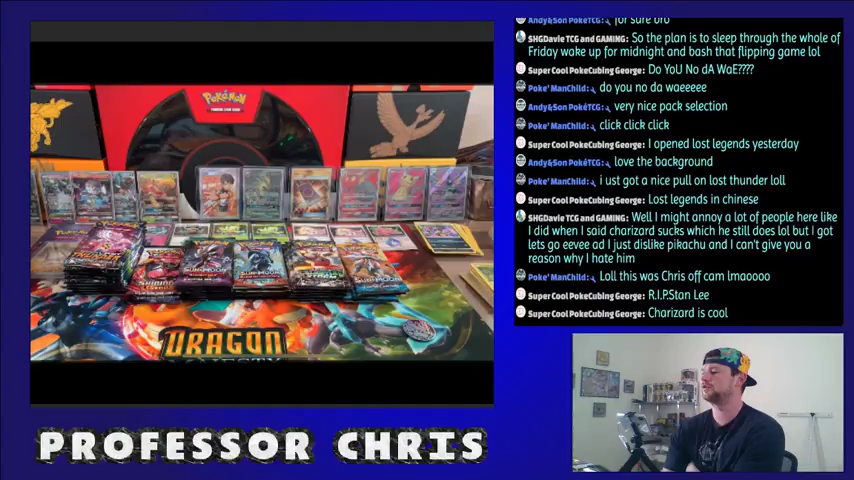 Andy&Son PokéTCG: for sure bro
SHGDavie TCG and GAMING: So the plan is to sleep through the whole of
Friday wake up for midnight and bash that flipping game lol
Super Cool PokeCubing George: Do YoU No dA WaE????
Poke' ManChild: do you no da waeeeee
Andy&Son PokéTCG: very nice pack selection
Poke' ManChild: click click click
Super Cool PokeCubing George: I opened lost legends yesterday
Andy&Son PokéTCG: love the background
Poke' ManChild: i just got a nice pull on lost thunder loll
Super Cool PokeCubing George: Lost legends in chinese
SHGDavie TCG and GAMING: Well I might annoy a lot of people here like
I did when I said charizard sucks which he still does lol but I got
lets go eevee ad I just dislike pikachu and I can't give you a
reason why I hate him
Poke' ManChild: Loll this was Chris off cam lmaoooo
Super Cool PokeCubing George: R.I.P.Stan Lee
Super Cool PokeCubing George: Charizard is cool
Pokémon
DRAGON
MAJESTY
PROFESSOR CHRIS